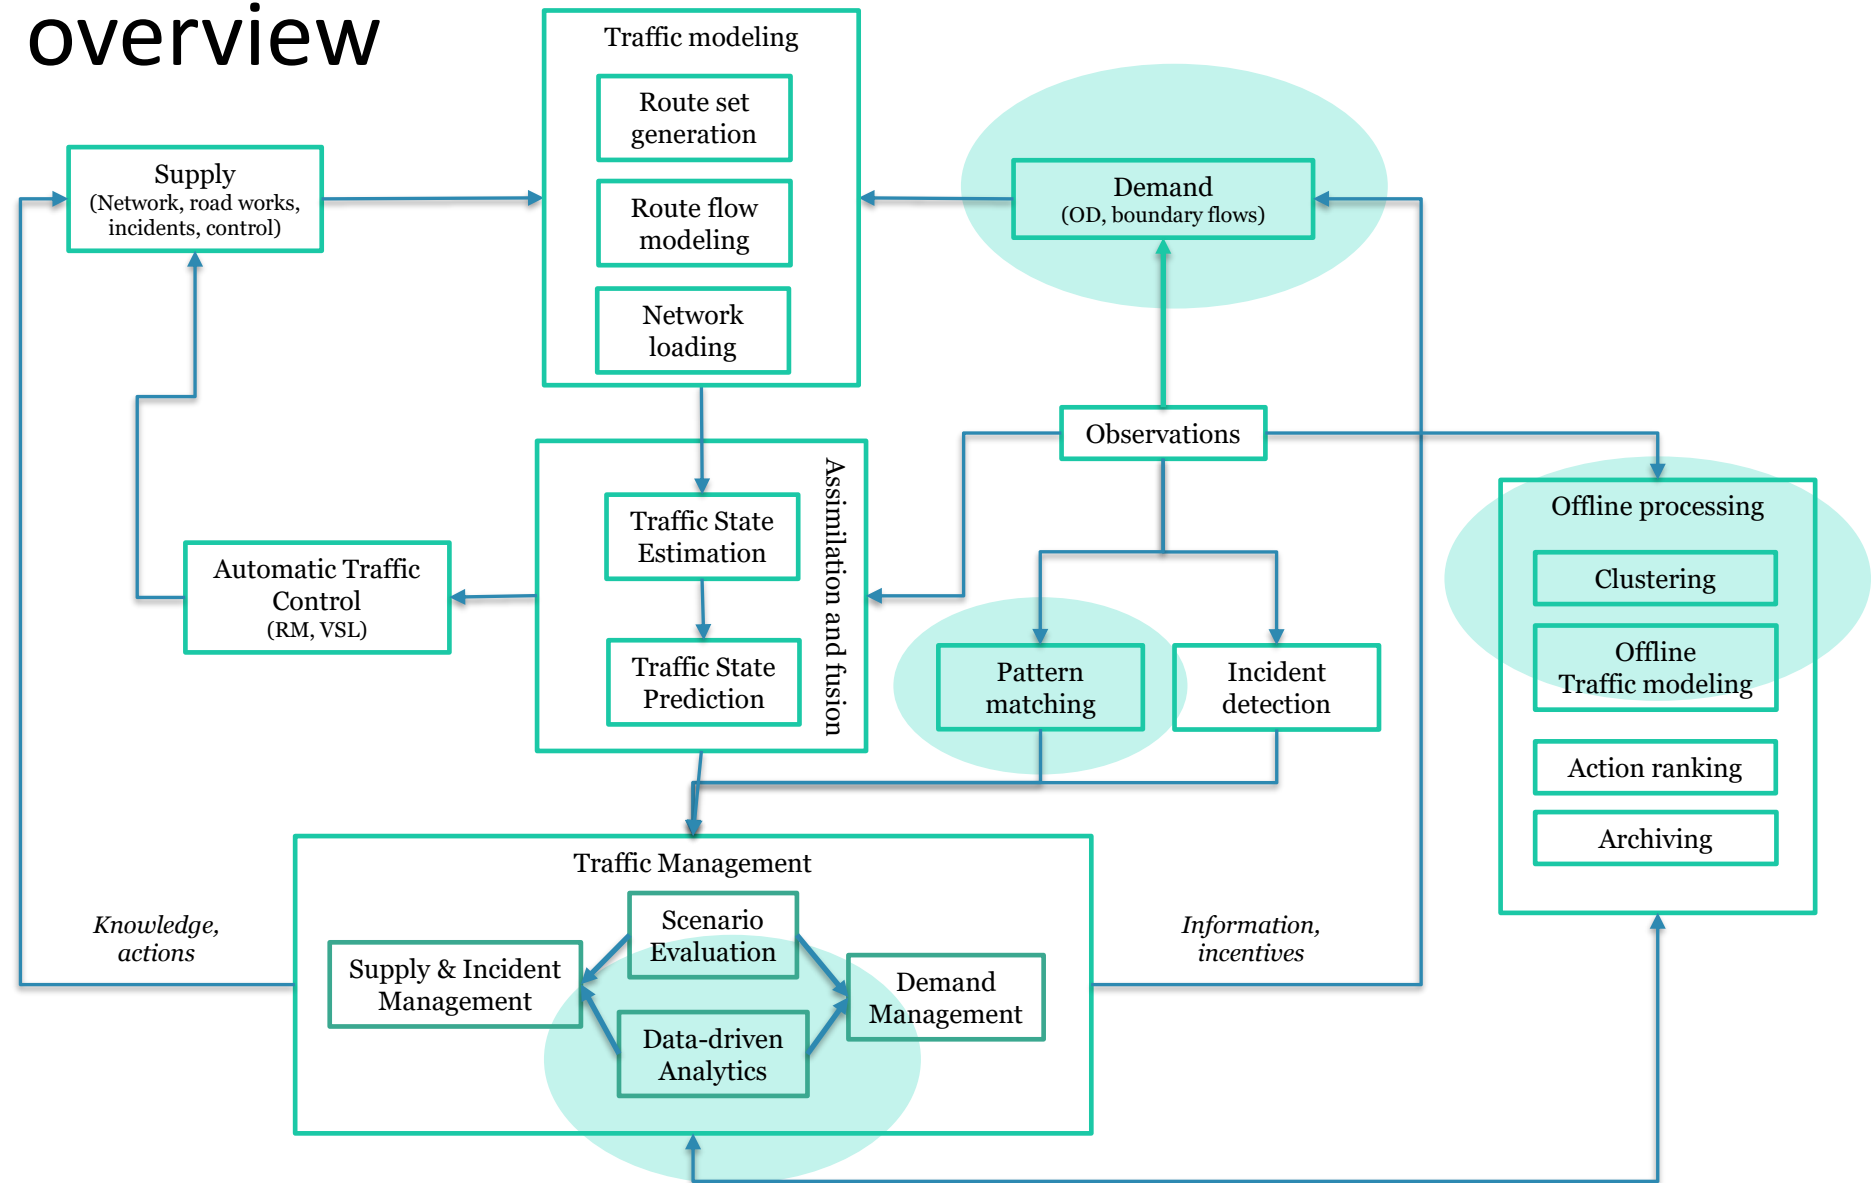 overview
Traffic modeling
Route set
generation
Route flow
modeling
Network
loading
Supply
(Network, road works,
incidents, control)
Demand
(OD, boundary flows)
Observations
Assimilation and fusion
Traffic State
Estimation
Traffic State
Prediction
Automatic Traffic
Control
(RM, VSL)
Pattern
matching
Incident
detection
Offline processing
Clustering
Offline
Traffic modeling
Action ranking
Archiving
Traffic Management
Scenario
Evaluation
Supply & Incident
Management
Demand
Management
Data-driven
Analytics
Knowledge,
actions
Information,
incentives